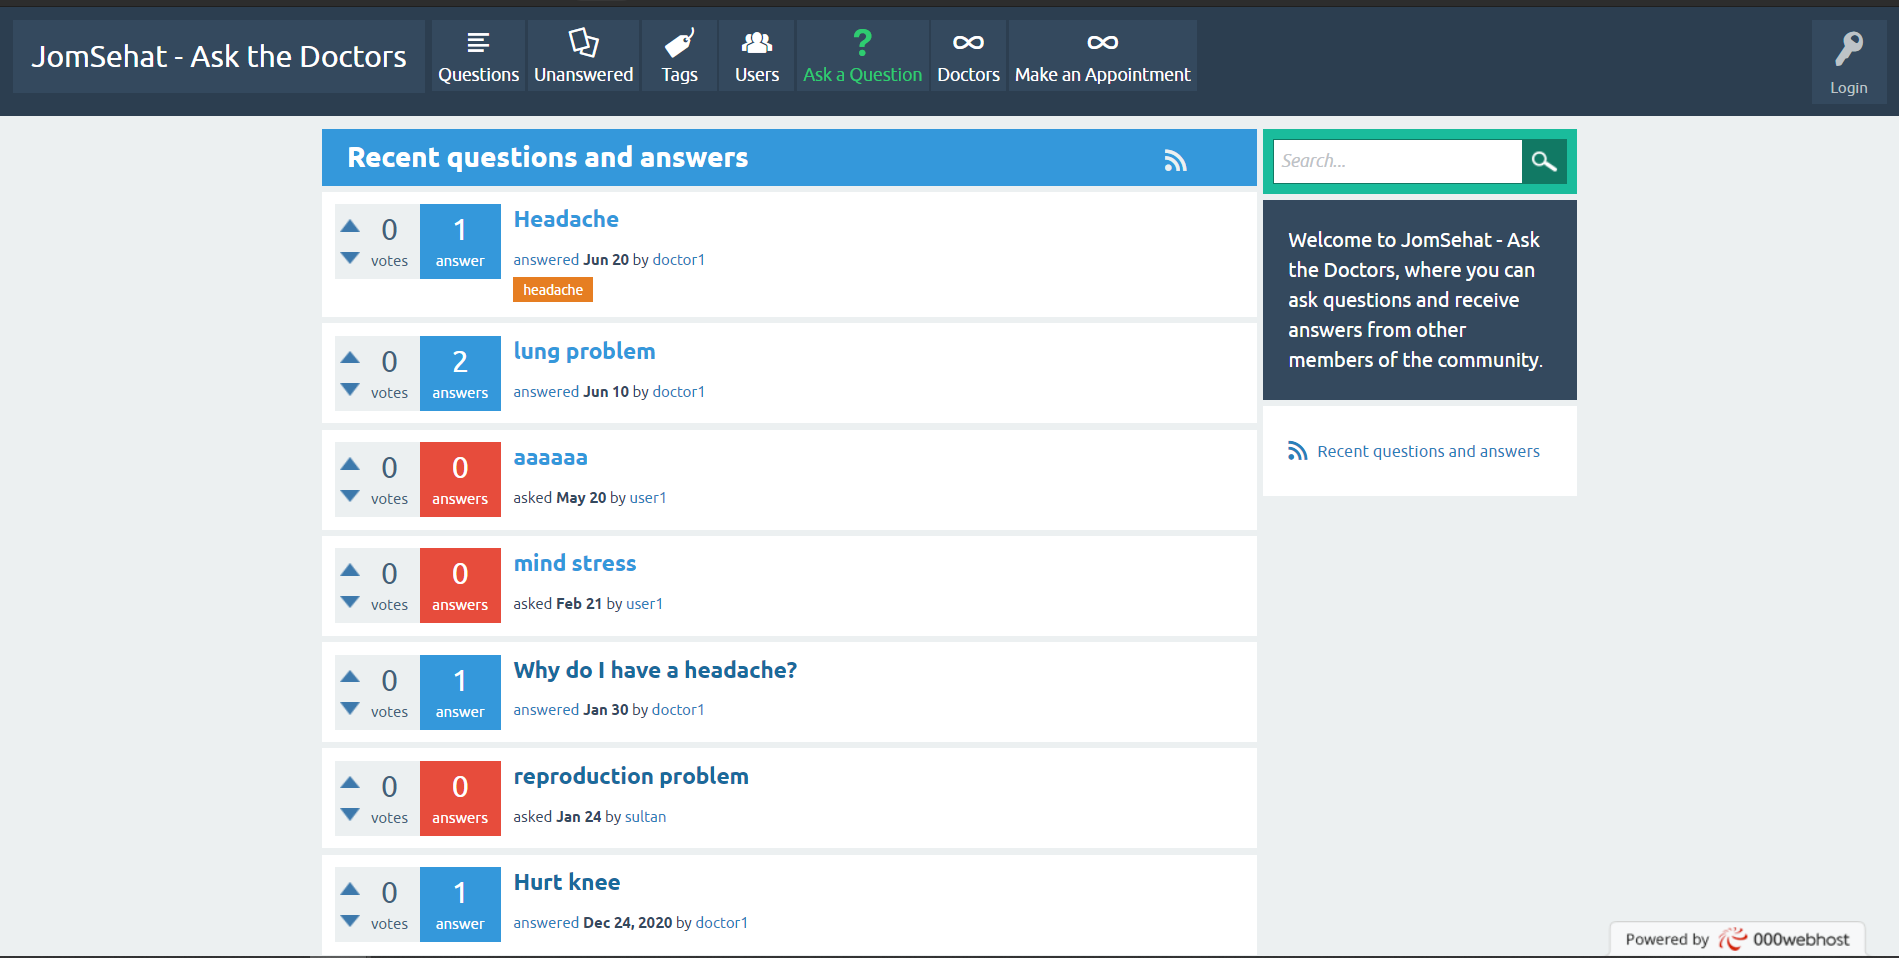 JomSehat - Ask the Doctors
Questions
Unanswered
Tags
Users
Ask a Question
Doctors
Make an Appointment
Login
Recent questions and answers
0
votes
1
answer
Headache
answered Jun 20 by doctor1
headache
0
votes
2
answers
lung problem
answered Jun 10 by doctor1
0
votes
0
answers
aaaaaa
asked May 20 by user1
0
votes
0
answers
mind stress
asked Feb 21 by user1
0
votes
1
answer
Why do I have a headache?
answered Jan 30 by doctor1
0
votes
0
answers
reproduction problem
asked Jan 24 by sultan
0
votes
1
answer
Hurt knee
answered Dec 24, 2020 by doctor1
Search...
Welcome to JomSehat - Ask
the Doctors, where you can
ask questions and receive
answers from other
members of the community.
Recent questions and answers
Powered by 000webhost